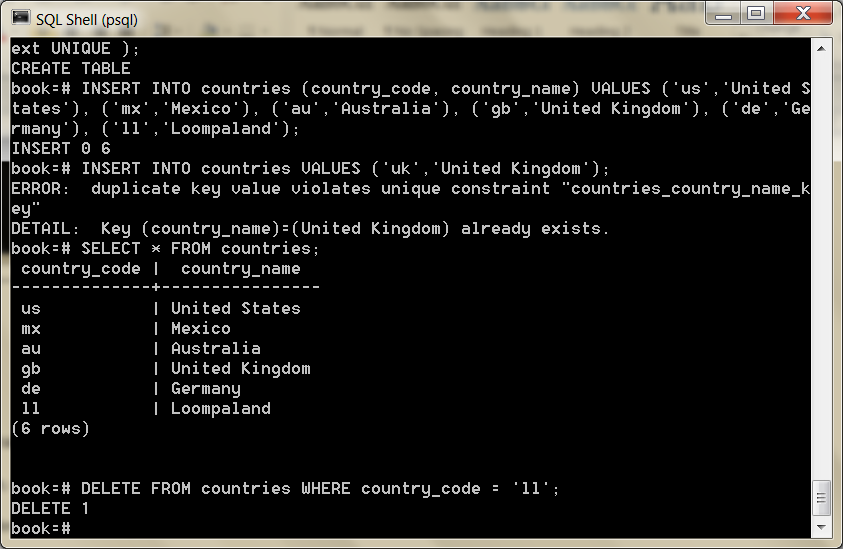 SQL Shell (psql)
ext UNIQUE );
CREATE TABLE
book=# INSERT INTO countries (country_code, country_name) VALUES ('us','United S
tates'), ('mx','Mexico'), ('au','Australia'), ('gb','United Kingdom'), ('de','Ge
rmany'), ('ll','Loompaland');
INSERT 0 6
book=# INSERT INTO countries VALUES ('uk','United Kingdom');
ERROR:  duplicate key value violates unique constraint "countries_country_name_k
ey"
DETAIL:  Key (country_name)=(United Kingdom) already exists.
book=# SELECT * FROM countries;
 country_code |  country_name
--------------+----------------
 us           | United States
 mx           | Mexico
 au           | Australia
 gb           | United Kingdom
 de           | Germany
 ll           | Loompaland
(6 rows)
book=# DELETE FROM countries WHERE country_code = 'll';
DELETE 1
book=#